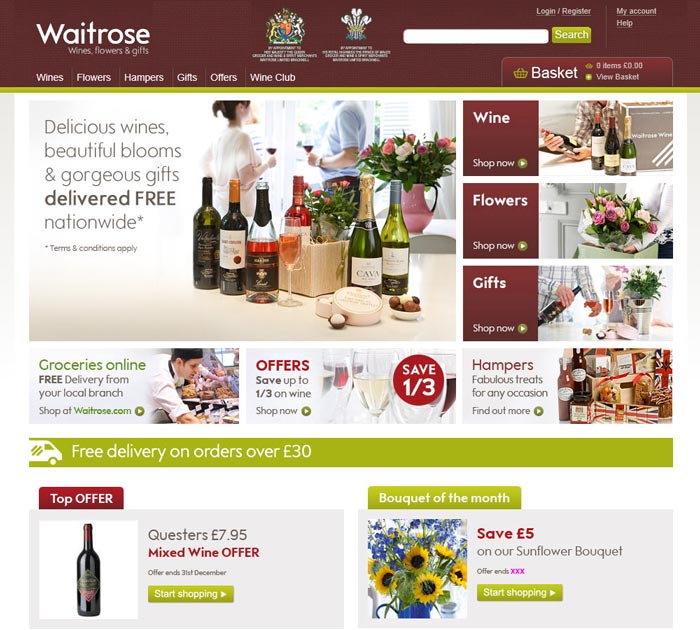 Login / Register
My account
Help
Waitrose
Wines, flowers & gifts
BY APPOINTMENT TO
HER MAJESTY THE QUEEN
GROCER AND WINE & SPIRIT MERCHANTS
WAITROSE LIMITED BRACKNELL
BY APPOINTMENT TO
HIS ROYAL HIGHNESS THE PRINCE OF WALES
GROCER AND WINE & SPIRIT MERCHANTS
WAITROSE LIMITED BRACKNELL
Search
Wines
Flowers
Hampers
Gifts
Offers
Wine Club
Basket
0 items £0.00
View Basket
Delicious wines,
beautiful blooms
& gorgeous gifts
delivered FREE
nationwide*
* Terms & conditions apply
CAVA
Wine
Shop now
Waitrose Wine
Flowers
Shop now
Gifts
Shop now
Groceries online
FREE Delivery from
your local branch
Shop at Waitrose.com
OFFERS
Save up to
1/3 on wine
Shop now
SAVE
1/3
Hampers
Fabulous treats
for any occasion
Find out more
Free delivery on orders over £30
Top OFFER
Questers £7.95
Mixed Wine OFFER
Offer ends 31st December
Start shopping
Bouquet of the month
Save £5
on our Sunflower Bouquet
Offer ends XXX
Start shopping